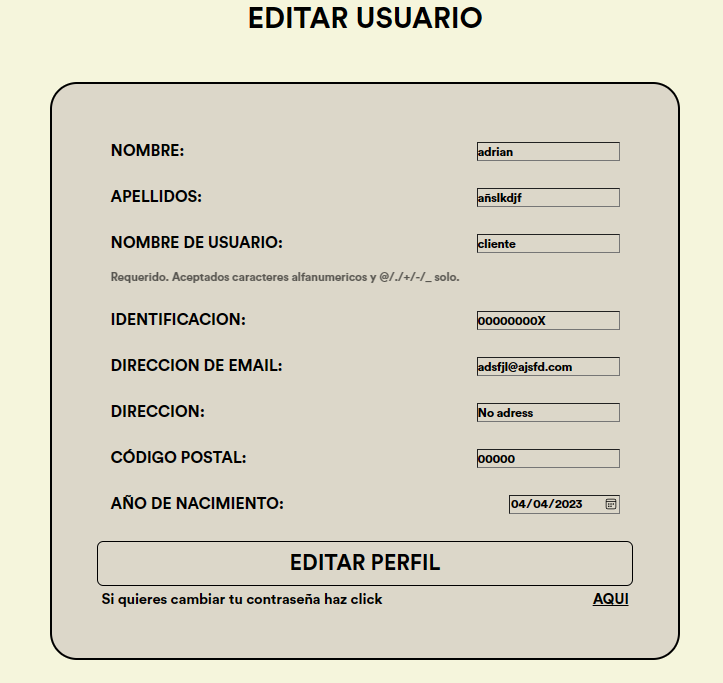 EDITAR USUARIO
NOMBRE: adrian
APELLIDOS: añslkdjf
NOMBRE DE USUARIO: cliente
Requerido. Aceptados caracteres alfanumericos y @/./+/-/_ solo.
IDENTIFICACION: 00000000X
DIRECCION DE EMAIL: adsfjl@ajsfd.com
DIRECCION: No adress
CÓDIGO POSTAL: 00000
AÑO DE NACIMIENTO: 04/04/2023
EDITAR PERFIL
Si quieres cambiar tu contraseña haz click AQUI